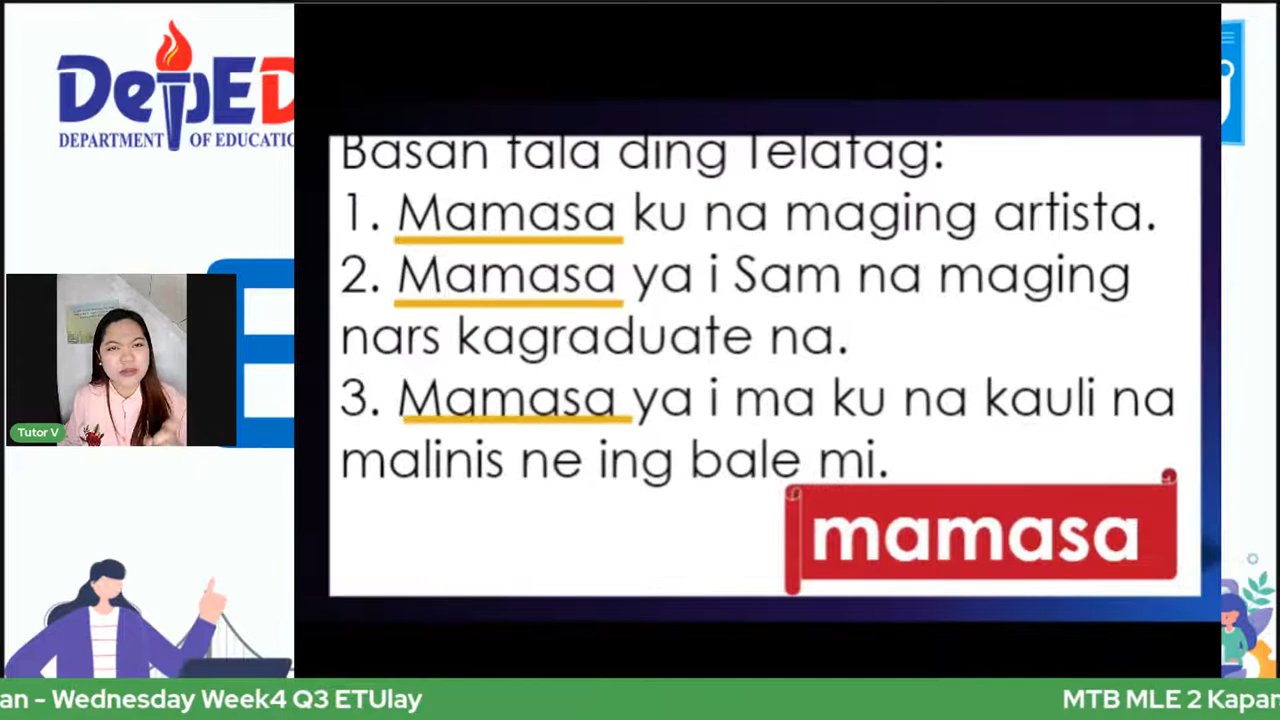 DepED
DEPARTMENT OF EDUCATIO
Basan tala ding Telatag:
1. Mamasa ku na maging artista.
2. Mamasa ya i Sam na maging
nars kagraduate na.
3. Mamasa ya i ma ku na kauli na
malinis ne ing bale mi.
mamasa
Tutor V
an - Wednesday Week4 Q3 ETUlay
MTB MLE 2 Kapan